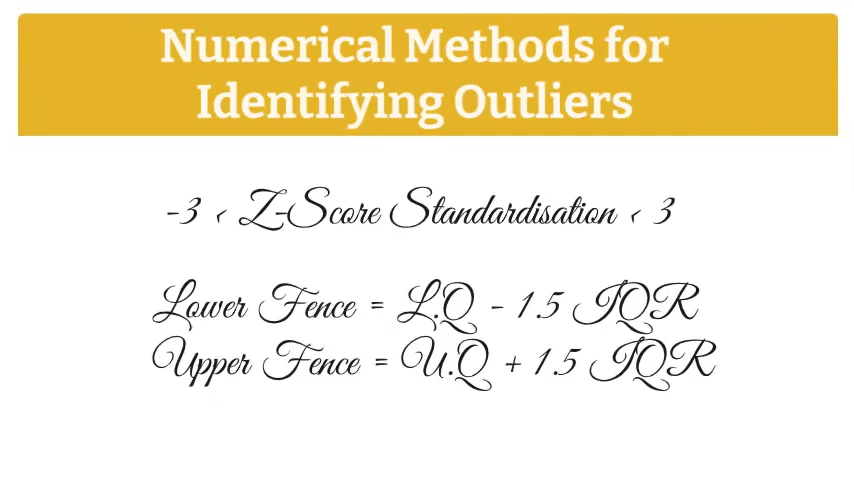 Numerical Methods for
Identifying Outliers
-3 < Z-Score Standardisation < 3
Lower Fence = L.Q - 1.5 IQR
Upper Fence = U.Q + 1.5 IQR